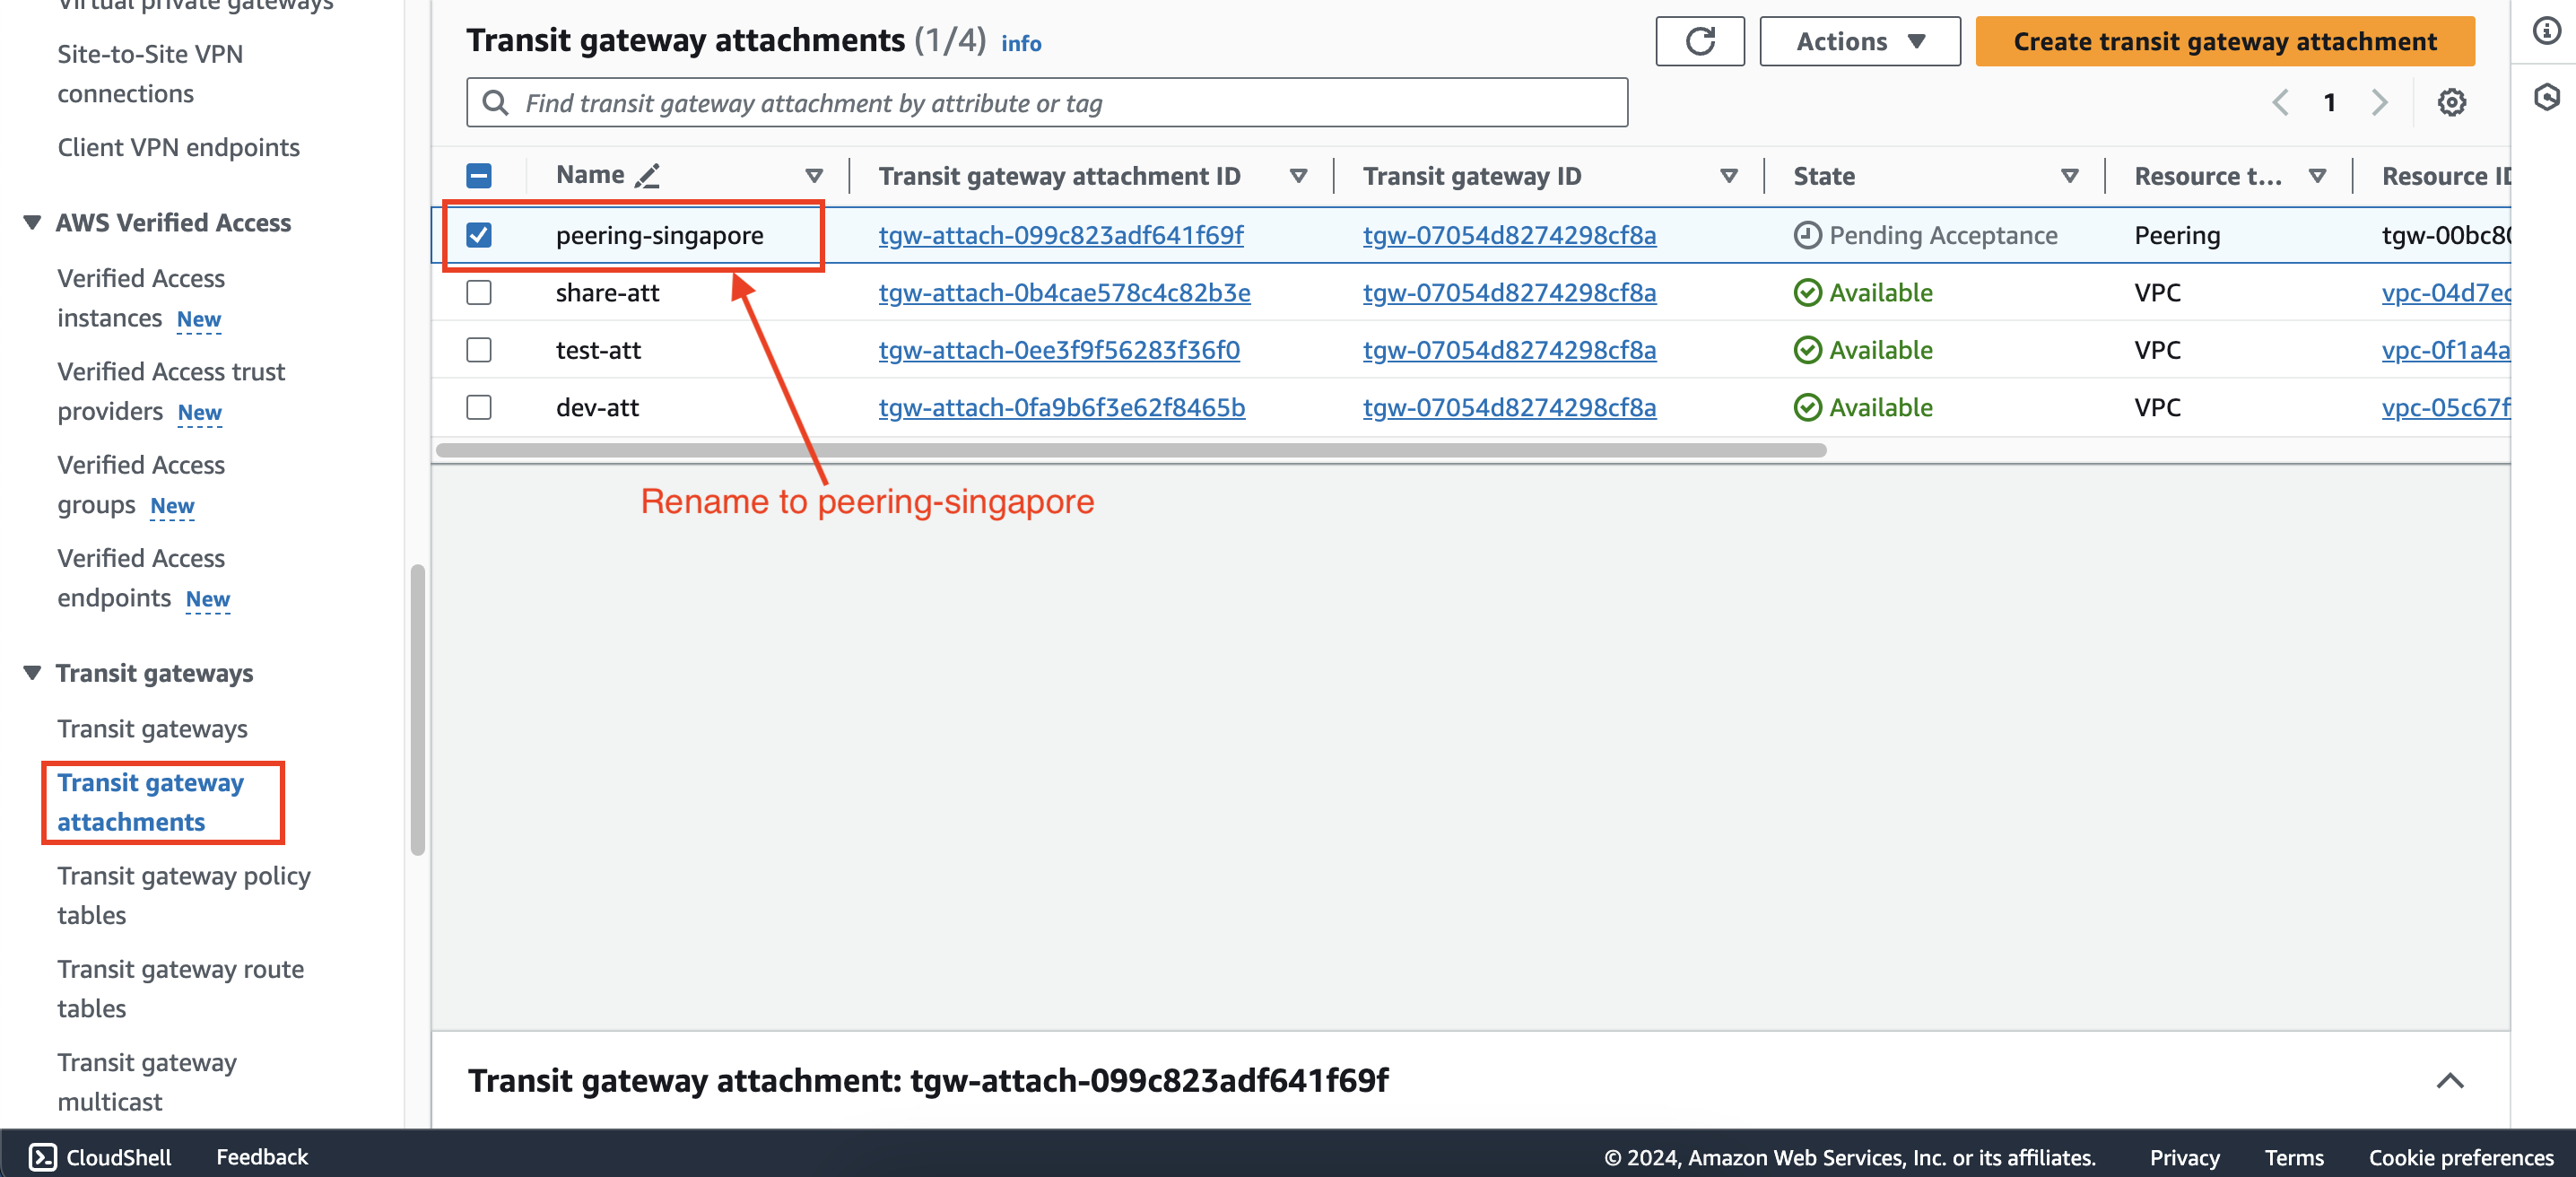 Virtual private gateways
Site-to-Site VPN
connections
Client VPN endpoints
AWS Verified Access
Verified Access
instances New
Verified Access trust
providers New
Verified Access
groups New
Verified Access
endpoints New
Transit gateways
Transit gateways
Transit gateway
attachments
Transit gateway policy
tables
Transit gateway route
tables
Transit gateway
multicast
Transit gateway attachments (1/4) info
Actions
Create transit gateway attachment
Find transit gateway attachment by attribute or tag
1
Name Transit gateway attachment ID Transit gateway ID State Resource t... Resource ID
peering-singapore tgw-attach-099c823adf641f69f tgw-07054d8274298cf8a Pending Acceptance Peering tgw-00bc80
share-att tgw-attach-0b4cae578c4c82b3e tgw-07054d8274298cf8a Available VPC vpc-04d7ec
test-att tgw-attach-0ee3f9f56283f36f0 tgw-07054d8274298cf8a Available VPC vpc-0f1a4a
dev-att tgw-attach-0fa9b6f3e62f8465b tgw-07054d8274298cf8a Available VPC vpc-05c67f
Rename to peering-singapore
Transit gateway attachment: tgw-attach-099c823adf641f69f
CloudShell Feedback © 2024, Amazon Web Services, Inc. or its affiliates. Privacy Terms Cookie preferences